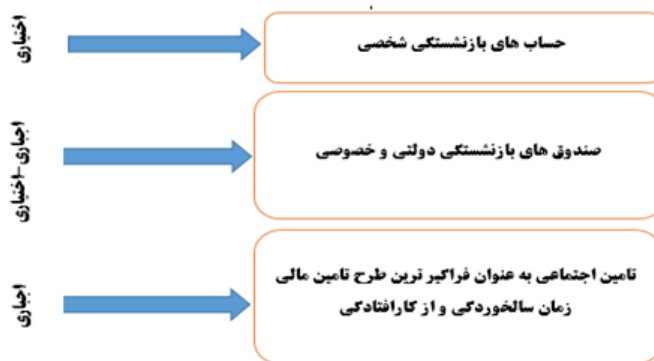 اختیاری
حساب های بازنشستگی شخصی
اجباری-اختیاری
صندوق های بازنشستگی دولتی و خصوصی
اجباری
تامین اجتماعی به عنوان فراگیر ترین طرح تامین مالی
زمان سالخوردگی و از کارافتادگی